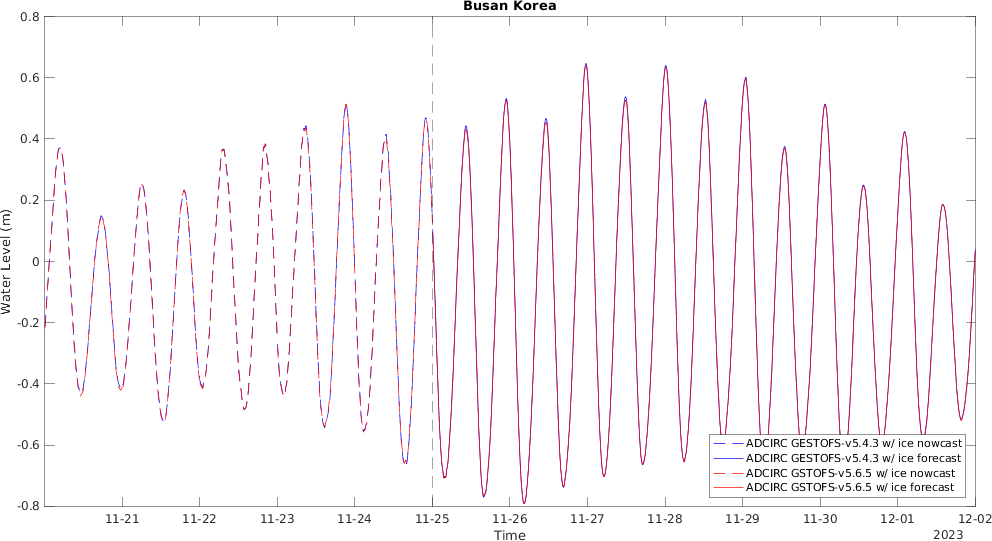 Busan Korea
Water Level (m)
0.8
0.6
0.4
0.2
0
-0.2
-0.4
-0.6
-0.8
ADCIRC GESTOFS-v5.4.3 w/ ice nowcast
ADCIRC GESTOFS-v5.4.3 w/ ice forecast
ADCIRC GSTOFS-v5.6.5 w/ ice nowcast
ADCIRC GSTOFS-v5.6.5 w/ ice forecast
11-21 11-22 11-23 11-24 11-25 11-26 11-27 11-28 11-29 11-30 12-01 12-02
Time
2023